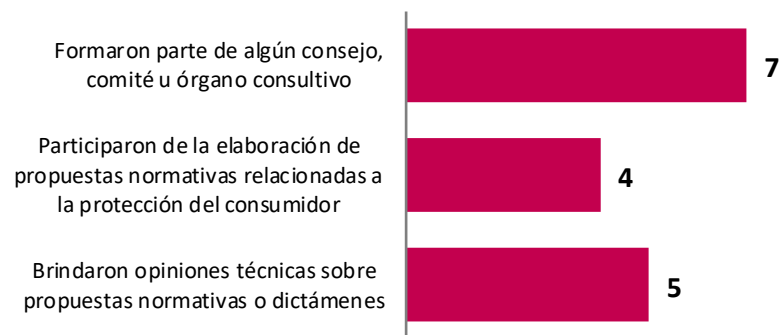 Formaron parte de algún consejo,
comité u órgano consultivo
7
Participaron de la elaboración de
propuestas normativas relacionadas a
la protección del consumidor
4
Brindaron opiniones técnicas sobre
propuestas normativas o dictámenes
5